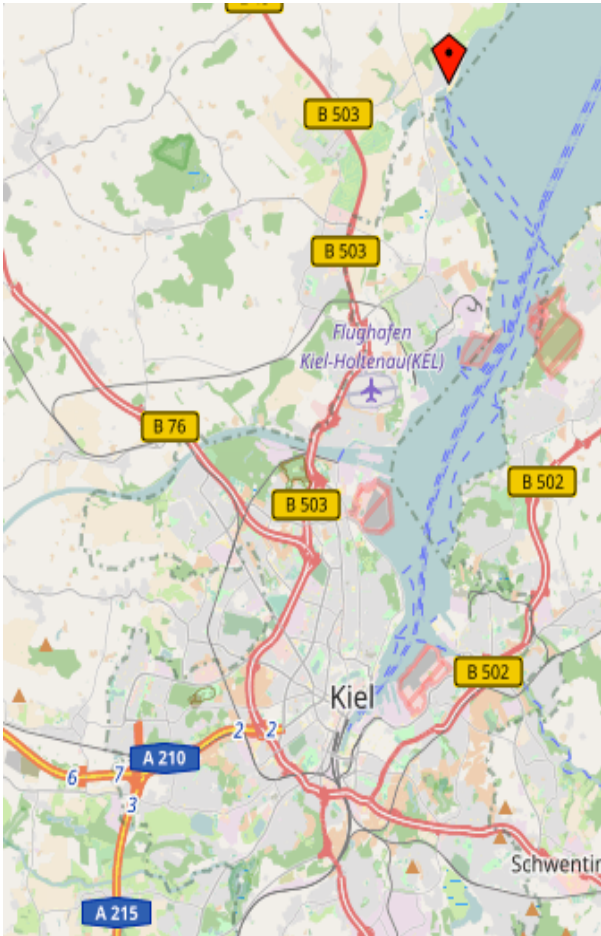 B 503
B 503
Flughafen
Kiel-Holtenau(KEL)
B 76
B 502
B 503
B 502
Kiel
2
2
A 210
6
7
3
Schwentin
A 215